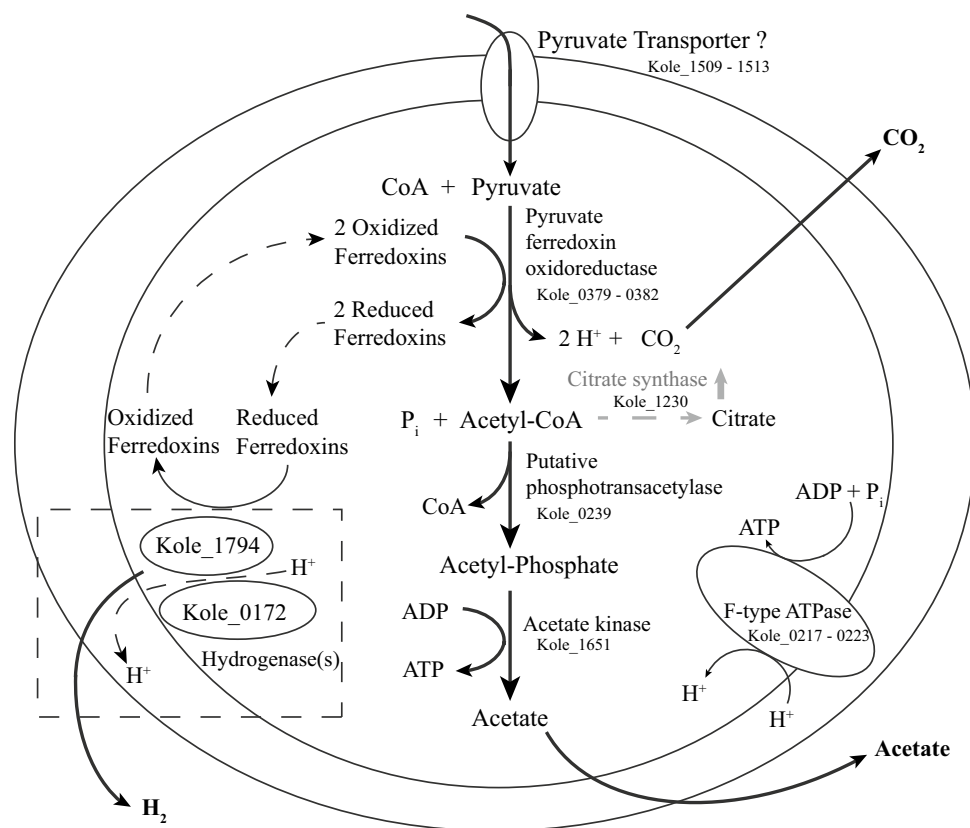 Pyruvate Transporter ?
Kole_1509 - 1513
CO₂
CoA + Pyruvate
2 Oxidized
Ferredoxins
Pyruvate
ferredoxin
oxidoreductase
Kole_0379 - 0382
2 Reduced
Ferredoxins
2 H⁺ + CO₂
Citrate synthase
Kole_1230
Oxidized
Ferredoxins
Reduced
Ferredoxins
Pᵢ + Acetyl-CoA
Citrate
Putative
phosphotransacetylase
Kole_0239
CoA
ADP + Pᵢ
ATP
Kole_1794
H⁺
Acetyl-Phosphate
Kole_0172
ADP
Acetate kinase
Kole_1651
F-type ATPase
Kole_0217 - 0223
Hydrogenase(s)
H⁺
ATP
H⁺
H⁺
Acetate
Acetate
H₂